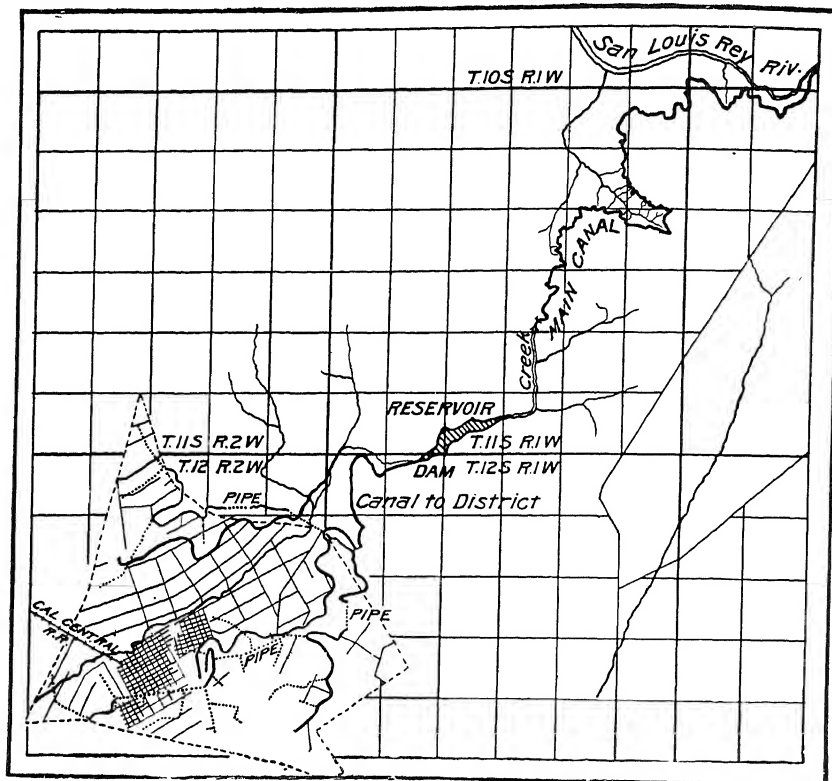 San Louis Rey Riv.
T.10S R.1W
MAIN CANAL
Creek
RESERVOIR
T.11S R.2W
T.11S R.1W
T.12 R.2W
DAM
T.12S R.1W
PIPE
Canal to District
CAL CENTRAL
R.R
PIPE
PIPE